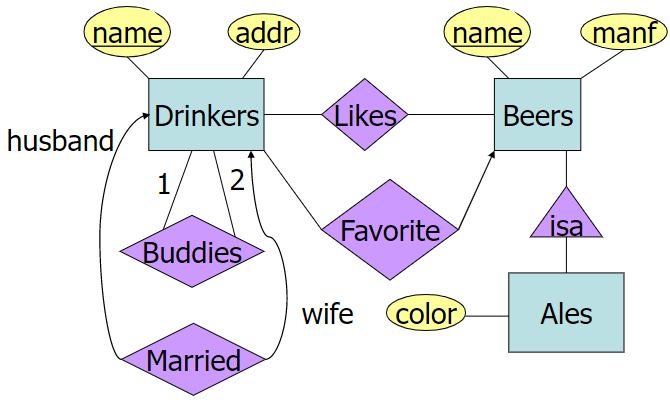 name
addr
name
manf
Drinkers
Likes
Beers
husband
1
2
Buddies
Favorite
isa
wife
color
Ales
Married